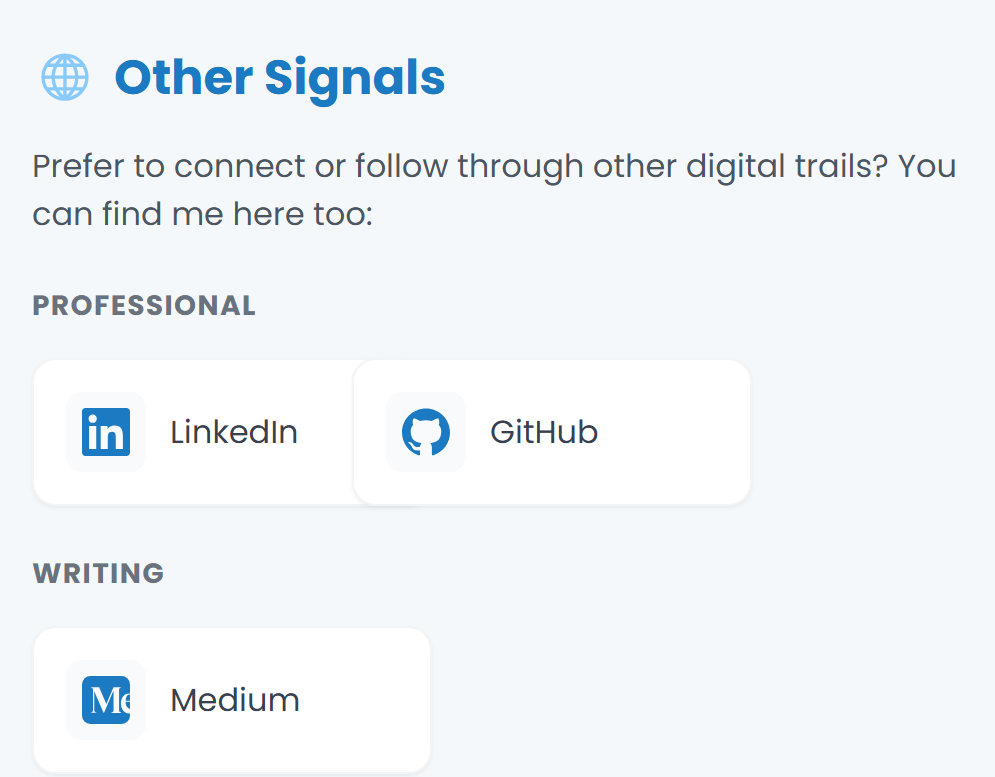 Other Signals
Prefer to connect or follow through other digital trails? You
can find me here too:
PROFESSIONAL
in LinkedIn
GitHub
WRITING
Me Medium